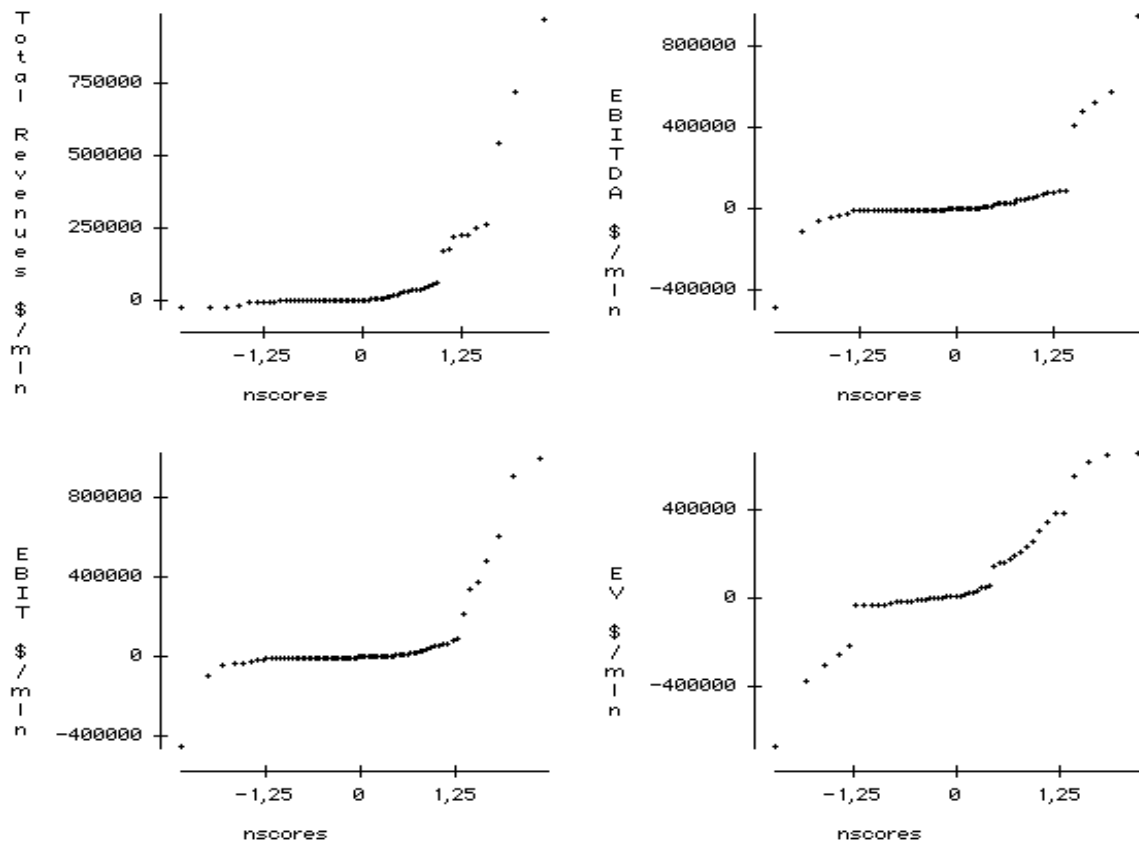 Total Revenues $/mln
750000
500000
250000
0
-1,25 0 1,25
nscores
EBITDA $/mln
800000
400000
0
-400000
-1,25 0 1,25
nscores
EBIT $/mln
800000
400000
0
-400000
-1,25 0 1,25
nscores
EV $/mln
400000
0
-400000
-1,25 0 1,25
nscores